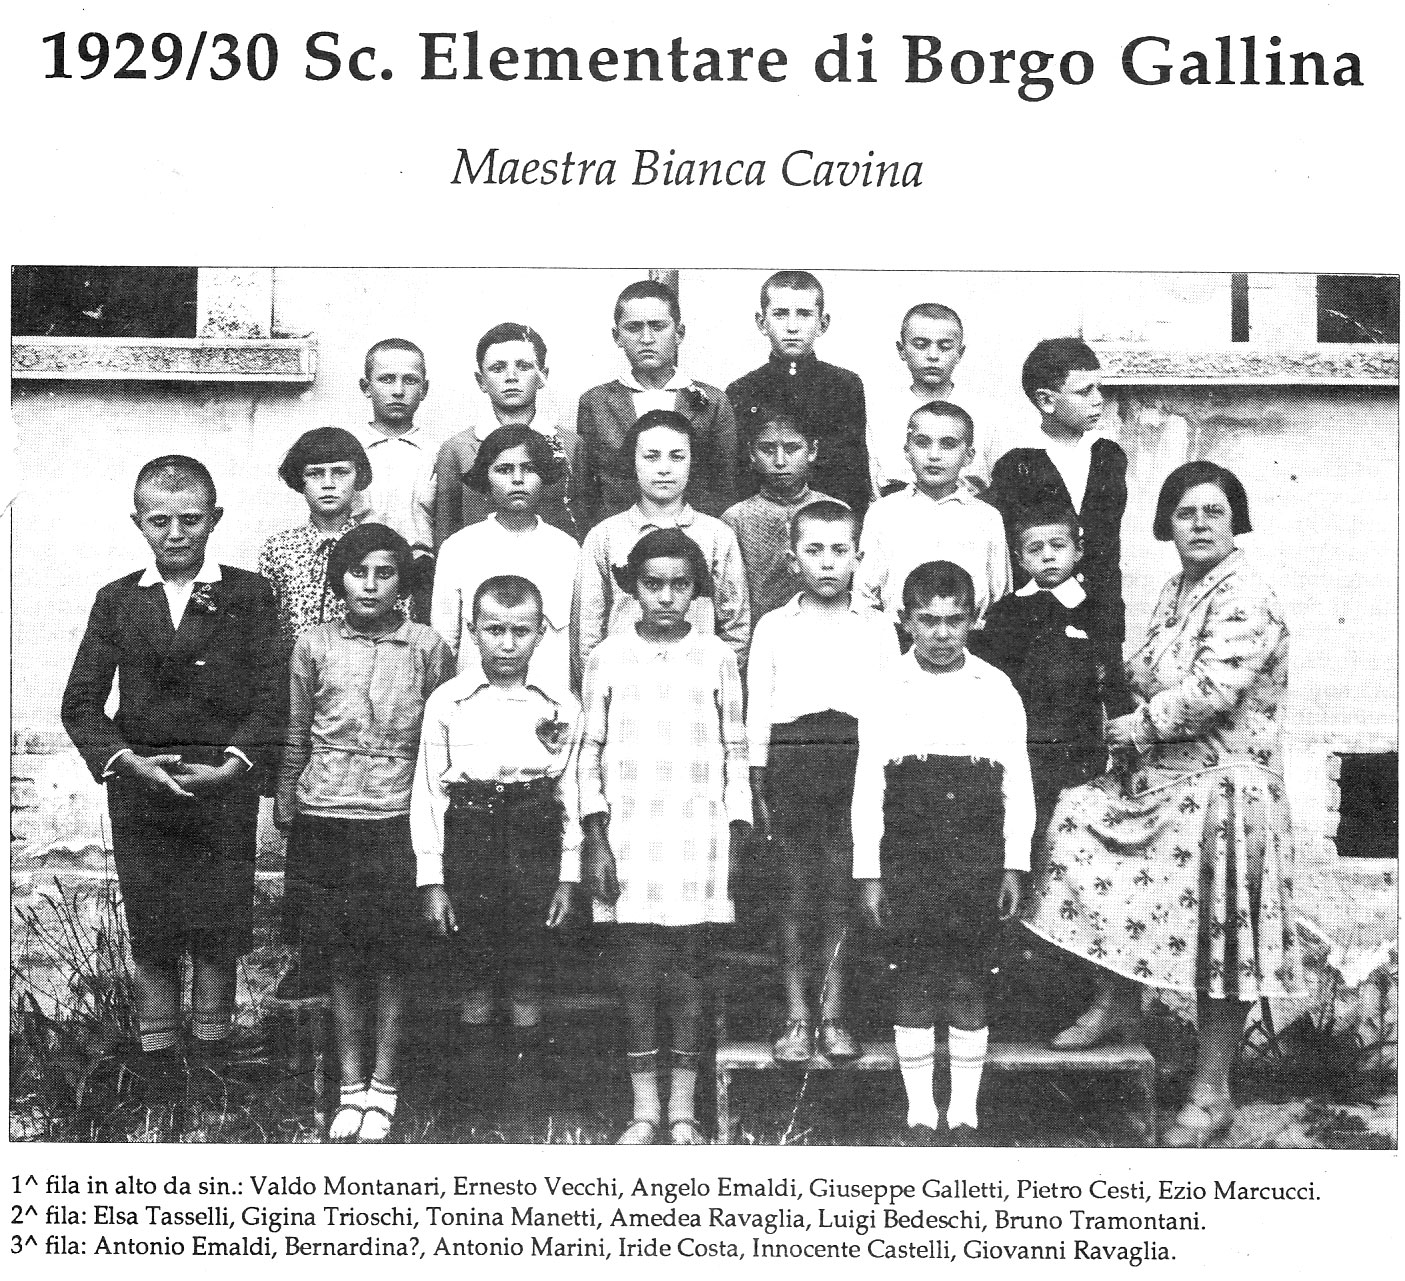 1929/30 Sc. Elementare di Borgo Gallina
Maestra Bianca Cavina
1^ fila in alto da sin.: Valdo Montanari, Ernesto Vecchi, Angelo Emaldi, Giuseppe Galletti, Pietro Cesti, Ezio Marcucci.
2^ fila: Elsa Tasselli, Gigina Trioschi, Tonina Manetti, Amedea Ravaglia, Luigi Bedeschi, Bruno Tramontani.
3^ fila: Antonio Emaldi, Bernardina?, Antonio Marini, Iride Costa, Innocente Castelli, Giovanni Ravaglia.